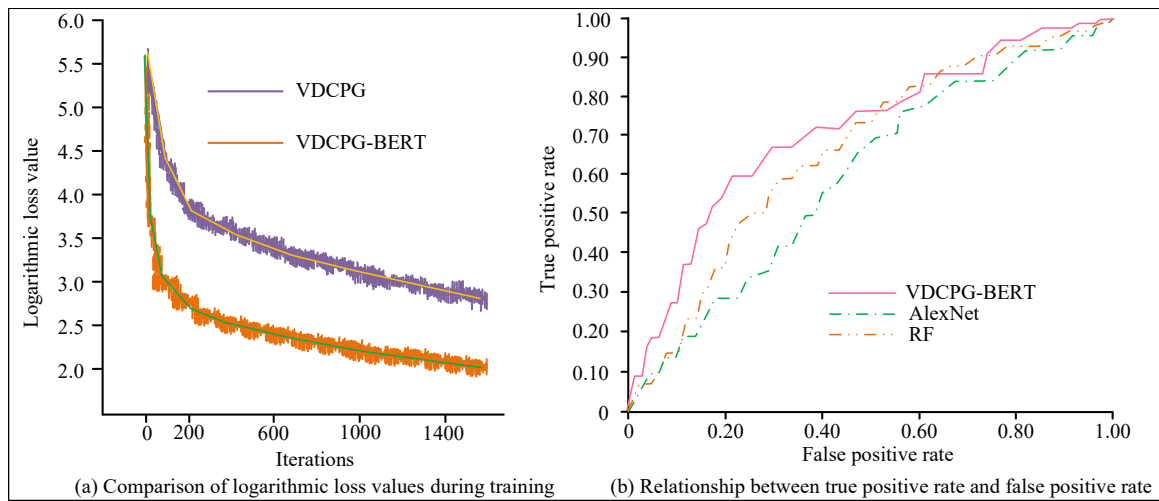 6.0
5.5
5.0
4.5
4.0
3.5
3.0
2.5
2.0
Logarithmic loss value
VDCPG
VDCPG-BERT
0 200 600 1000 1400
Iterations
(a) Comparison of logarithmic loss values during training
1.00
0.90
0.80
0.70
0.60
0.50
0.40
0.30
0.20
0.10
0
True positive rate
VDCPG-BERT
AlexNet
RF
0 0.20 0.40 0.60 0.80 1.00
False positive rate
(b) Relationship between true positive rate and false positive rate